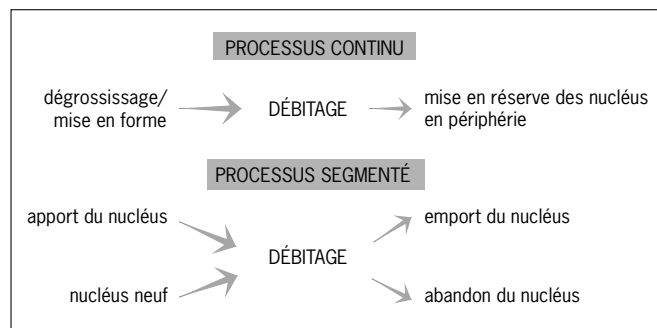 PROCESSUS CONTINU
dégrossissage/
mise en forme
DÉBITAGE
mise en réserve des nucléus
en périphérie
PROCESSUS SEGMENTÉ
apport du nucléus
emport du nucléus
DÉBITAGE
nucléus neuf
abandon du nucléus